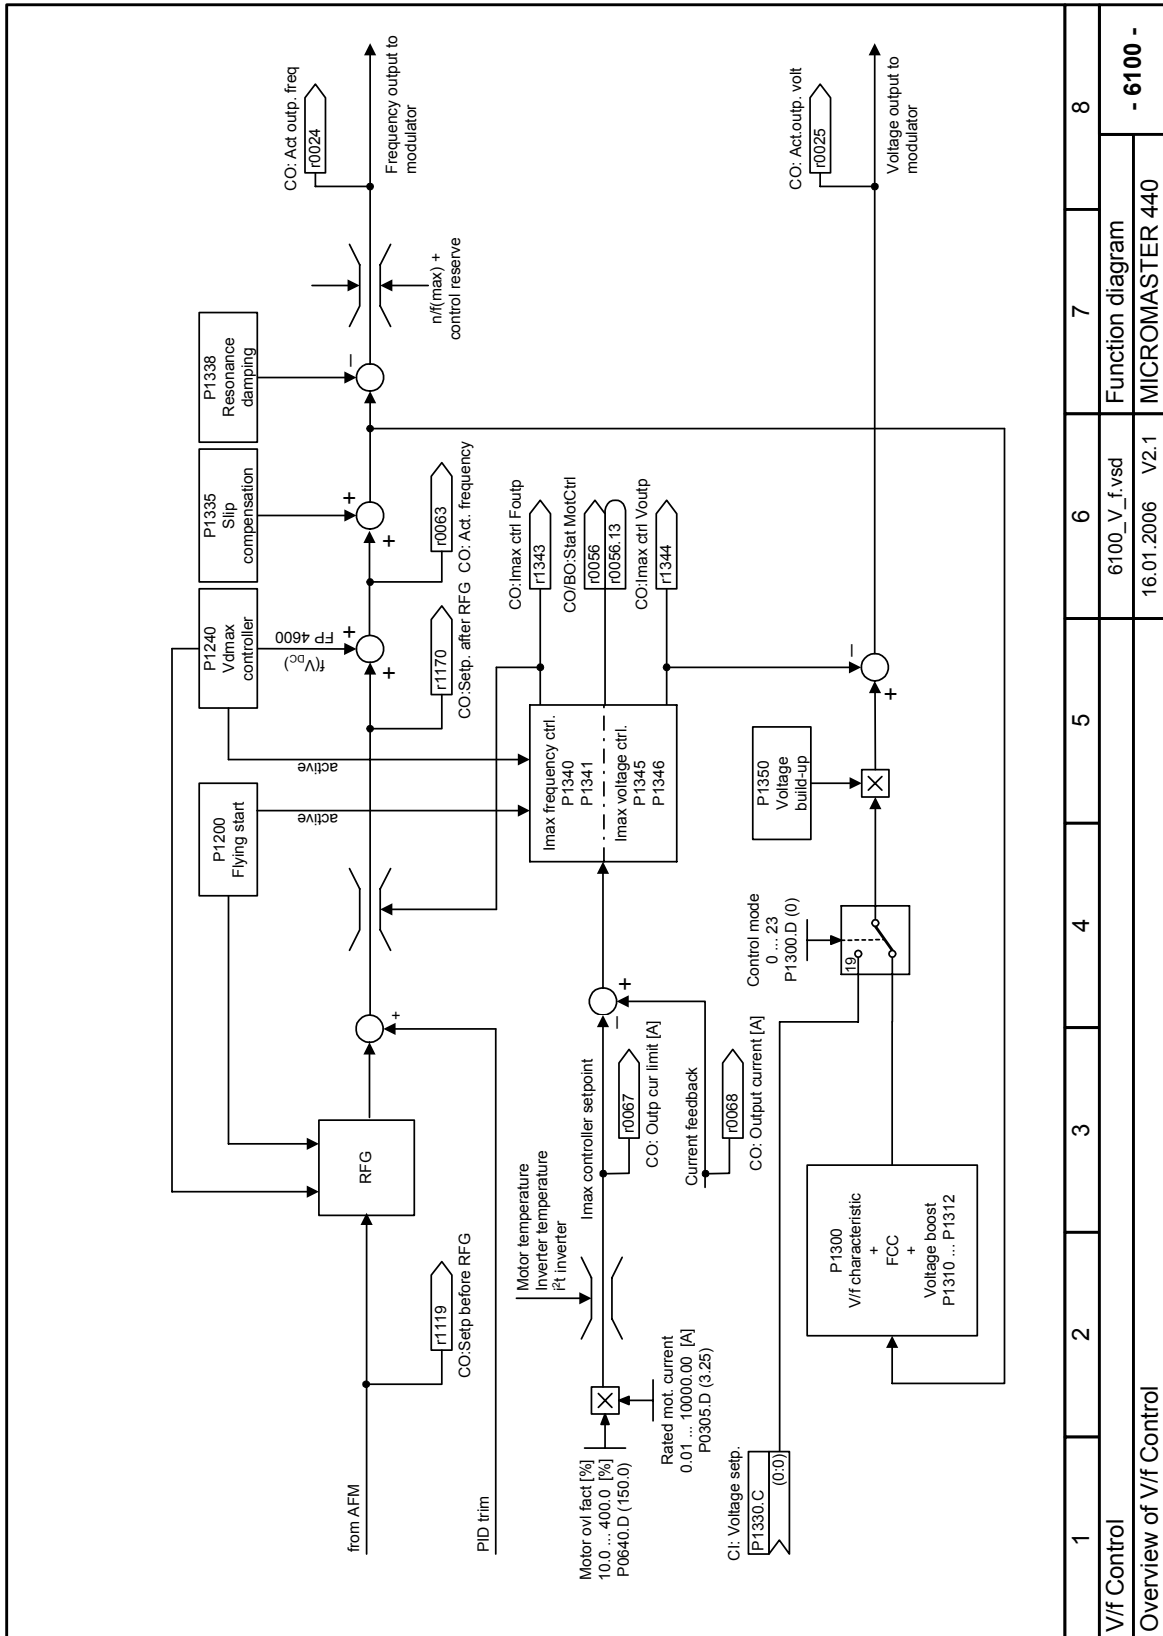 from AFM
r1119
CO:Setp before RFG
PID trim
RFG
+
P1200
Flying start
active
P1240
Vdmax
controller
active
f(VDC)
FP 4600
+
+
r1170
CO:Setp. after RFG
r0063
CO: Act. frequency
P1335
Slip
compensation
+
+
P1338
Resonance
damping
–
n/f(max) +
control reserve
CO: Act outp. freq
r0024
Frequency output to
modulator
Motor ovl fact [%]
10.0 ... 400.0 [%]
P0640.D (150.0)
Rated mot. current
0.01 ... 10000.00 [A]
P0305.D (3.25)
Motor temperature
Inverter temperature
i²t inverter
Imax controller setpoint
r0067
CO: Outp cur limit [A]
–
+
Current feedback
r0068
CO: Output current [A]
Imax frequency ctrl.
P1340
P1341
Imax voltage ctrl.
P1345
P1346
CO:Imax ctrl Foutp
r1343
CO/BO:Stat MotCtrl
r0056
r0056.13
CO:Imax ctrl Voutp
r1344
CI: Voltage setp.
P1330.C
(0:0)
P1300
V/f characteristic
+
FCC
+
Voltage boost
P1310 ... P1312
Control mode
0 ... 23
P1300.D (0)
19
P1350
Voltage
build-up
+
–
CO: Act.outp. volt
r0025
Voltage output to
modulator
1 2 3 4 5 6 7 8
V/f Control
6100_V_f.vsd
Function diagram
- 6100 -
Overview of V/f Control
16.01.2006 V2.1
MICROMASTER 440